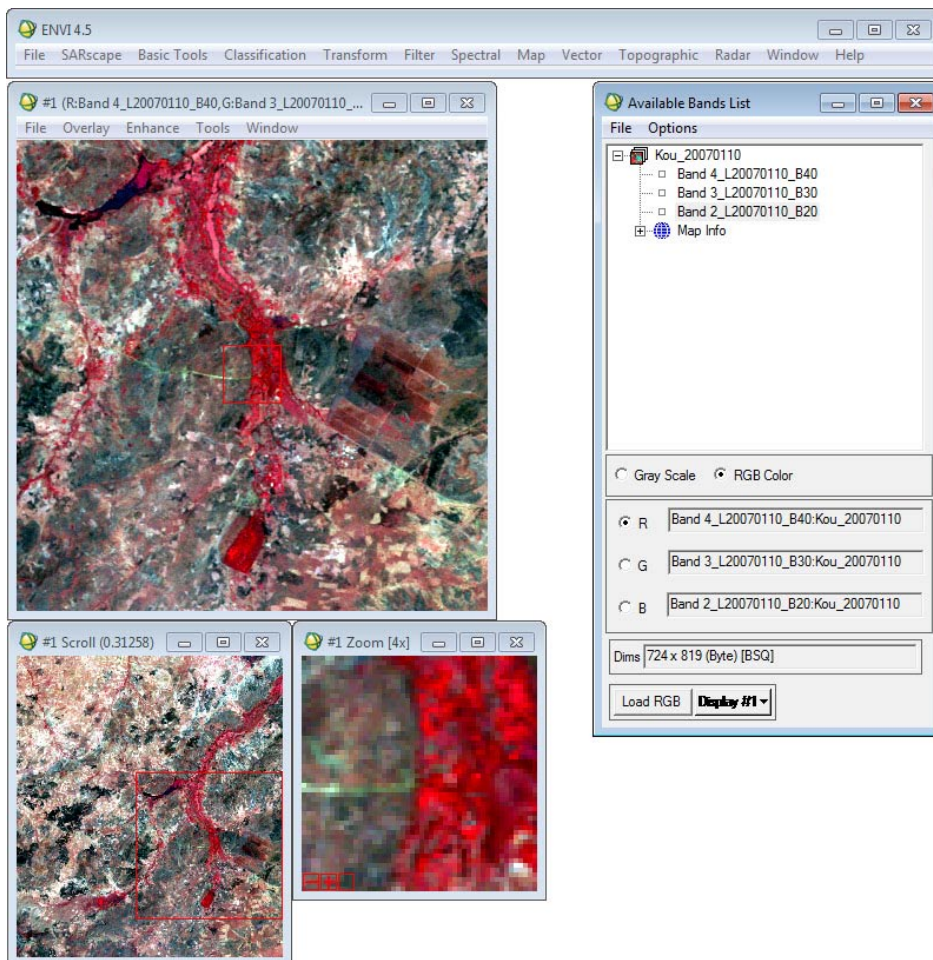 ENVI 4.5
File SARscape Basic Tools Classification Transform Filter Spectral Map Vector Topographic Radar Window Help
#1 (R:Band 4_L20070110_B40,G:Band 3_L20070110_...
File Overlay Enhance Tools Window
Available Bands List
File Options
Kou_20070110
Band 4_L20070110_B40
Band 3_L20070110_B30
Band 2_L20070110_B20
Map Info
Gray Scale RGB Color
R Band 4_L20070110_B40:Kou_20070110
G Band 3_L20070110_B30:Kou_20070110
B Band 2_L20070110_B20:Kou_20070110
Dims 724 x 819 (Byte) [BSQ]
Load RGB Display #1
#1 Scroll (0.31258)
#1 Zoom [4x]